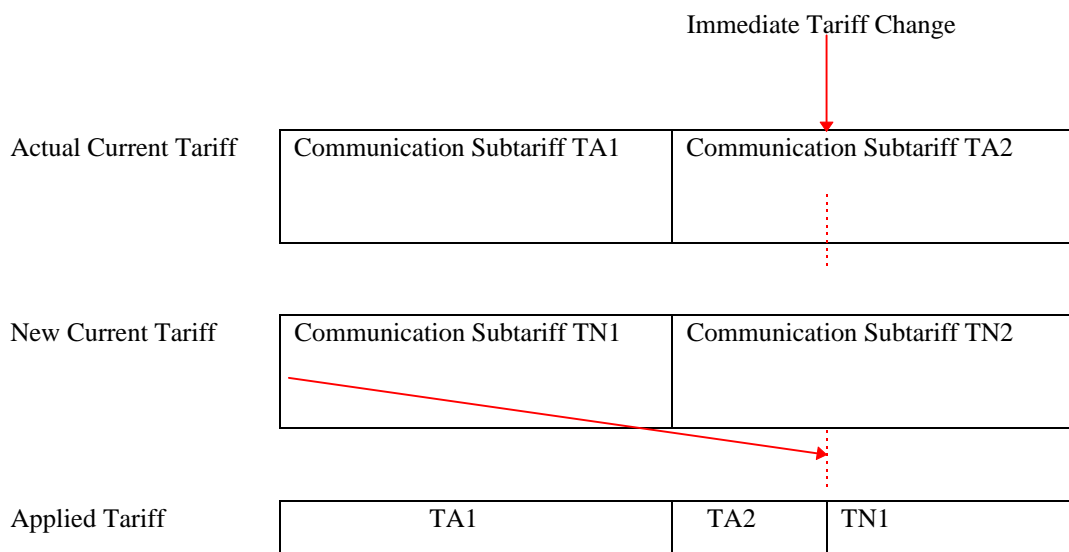 Immediate Tariff Change
Actual Current Tariff Communication Subtariff TA1 Communication Subtariff TA2
New Current Tariff Communication Subtariff TN1 Communication Subtariff TN2
Applied Tariff TA1 TA2 TN1